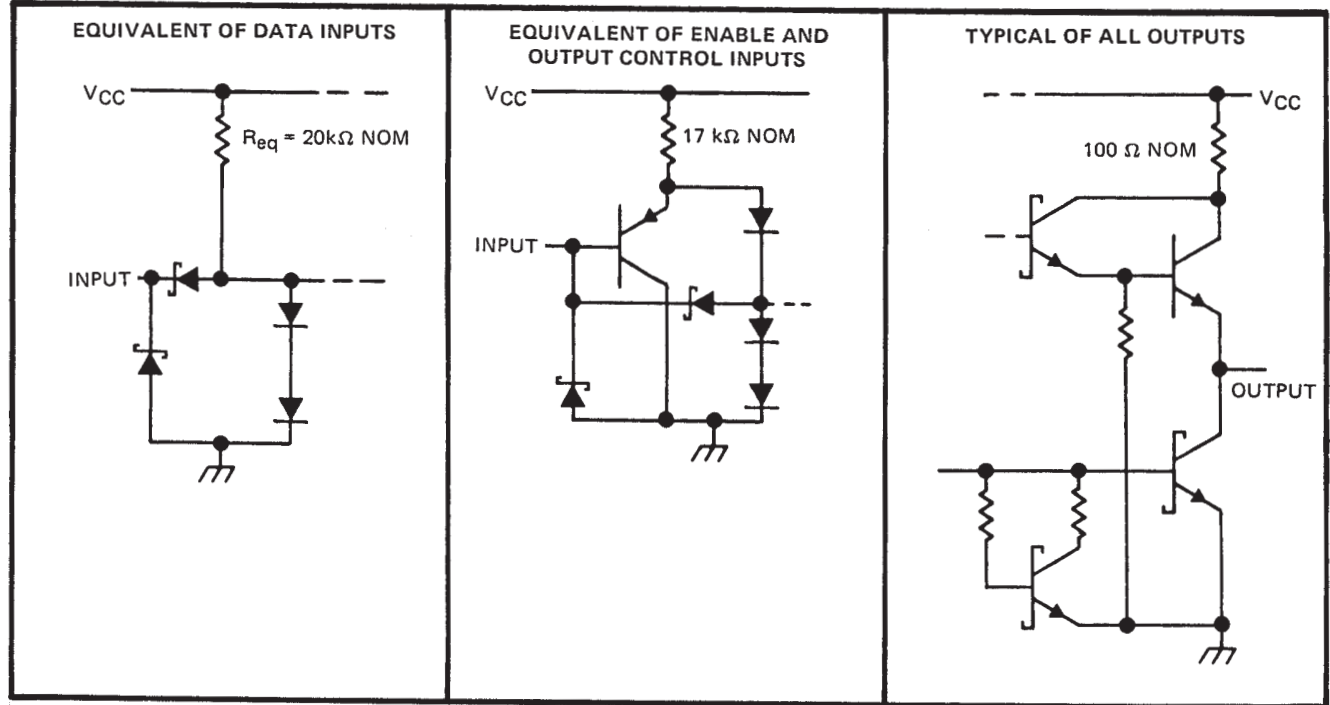 EQUIVALENT OF DATA INPUTS
VCC
Req = 20kΩ NOM
INPUT
EQUIVALENT OF ENABLE AND
OUTPUT CONTROL INPUTS
VCC
17 kΩ NOM
INPUT
TYPICAL OF ALL OUTPUTS
VCC
100 Ω NOM
OUTPUT